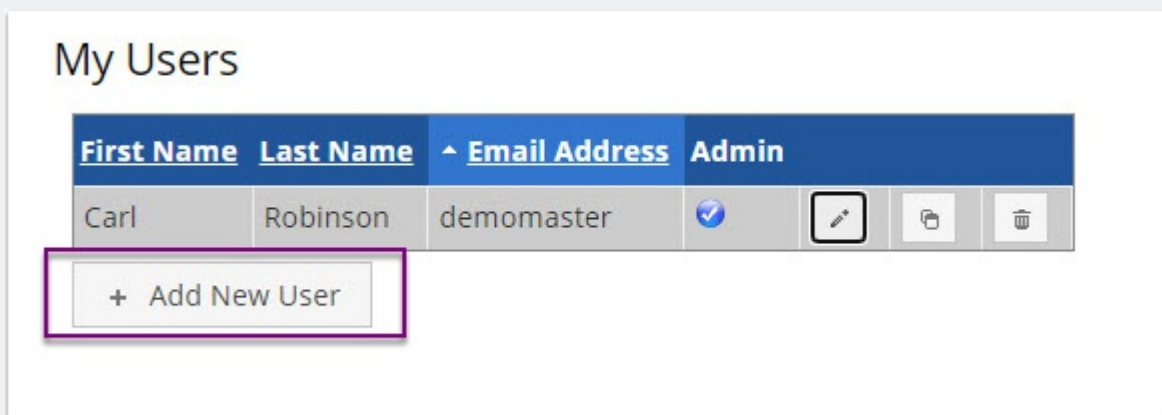 My Users
First Name Last Name Email Address Admin
Carl Robinson demomaster
+ Add New User